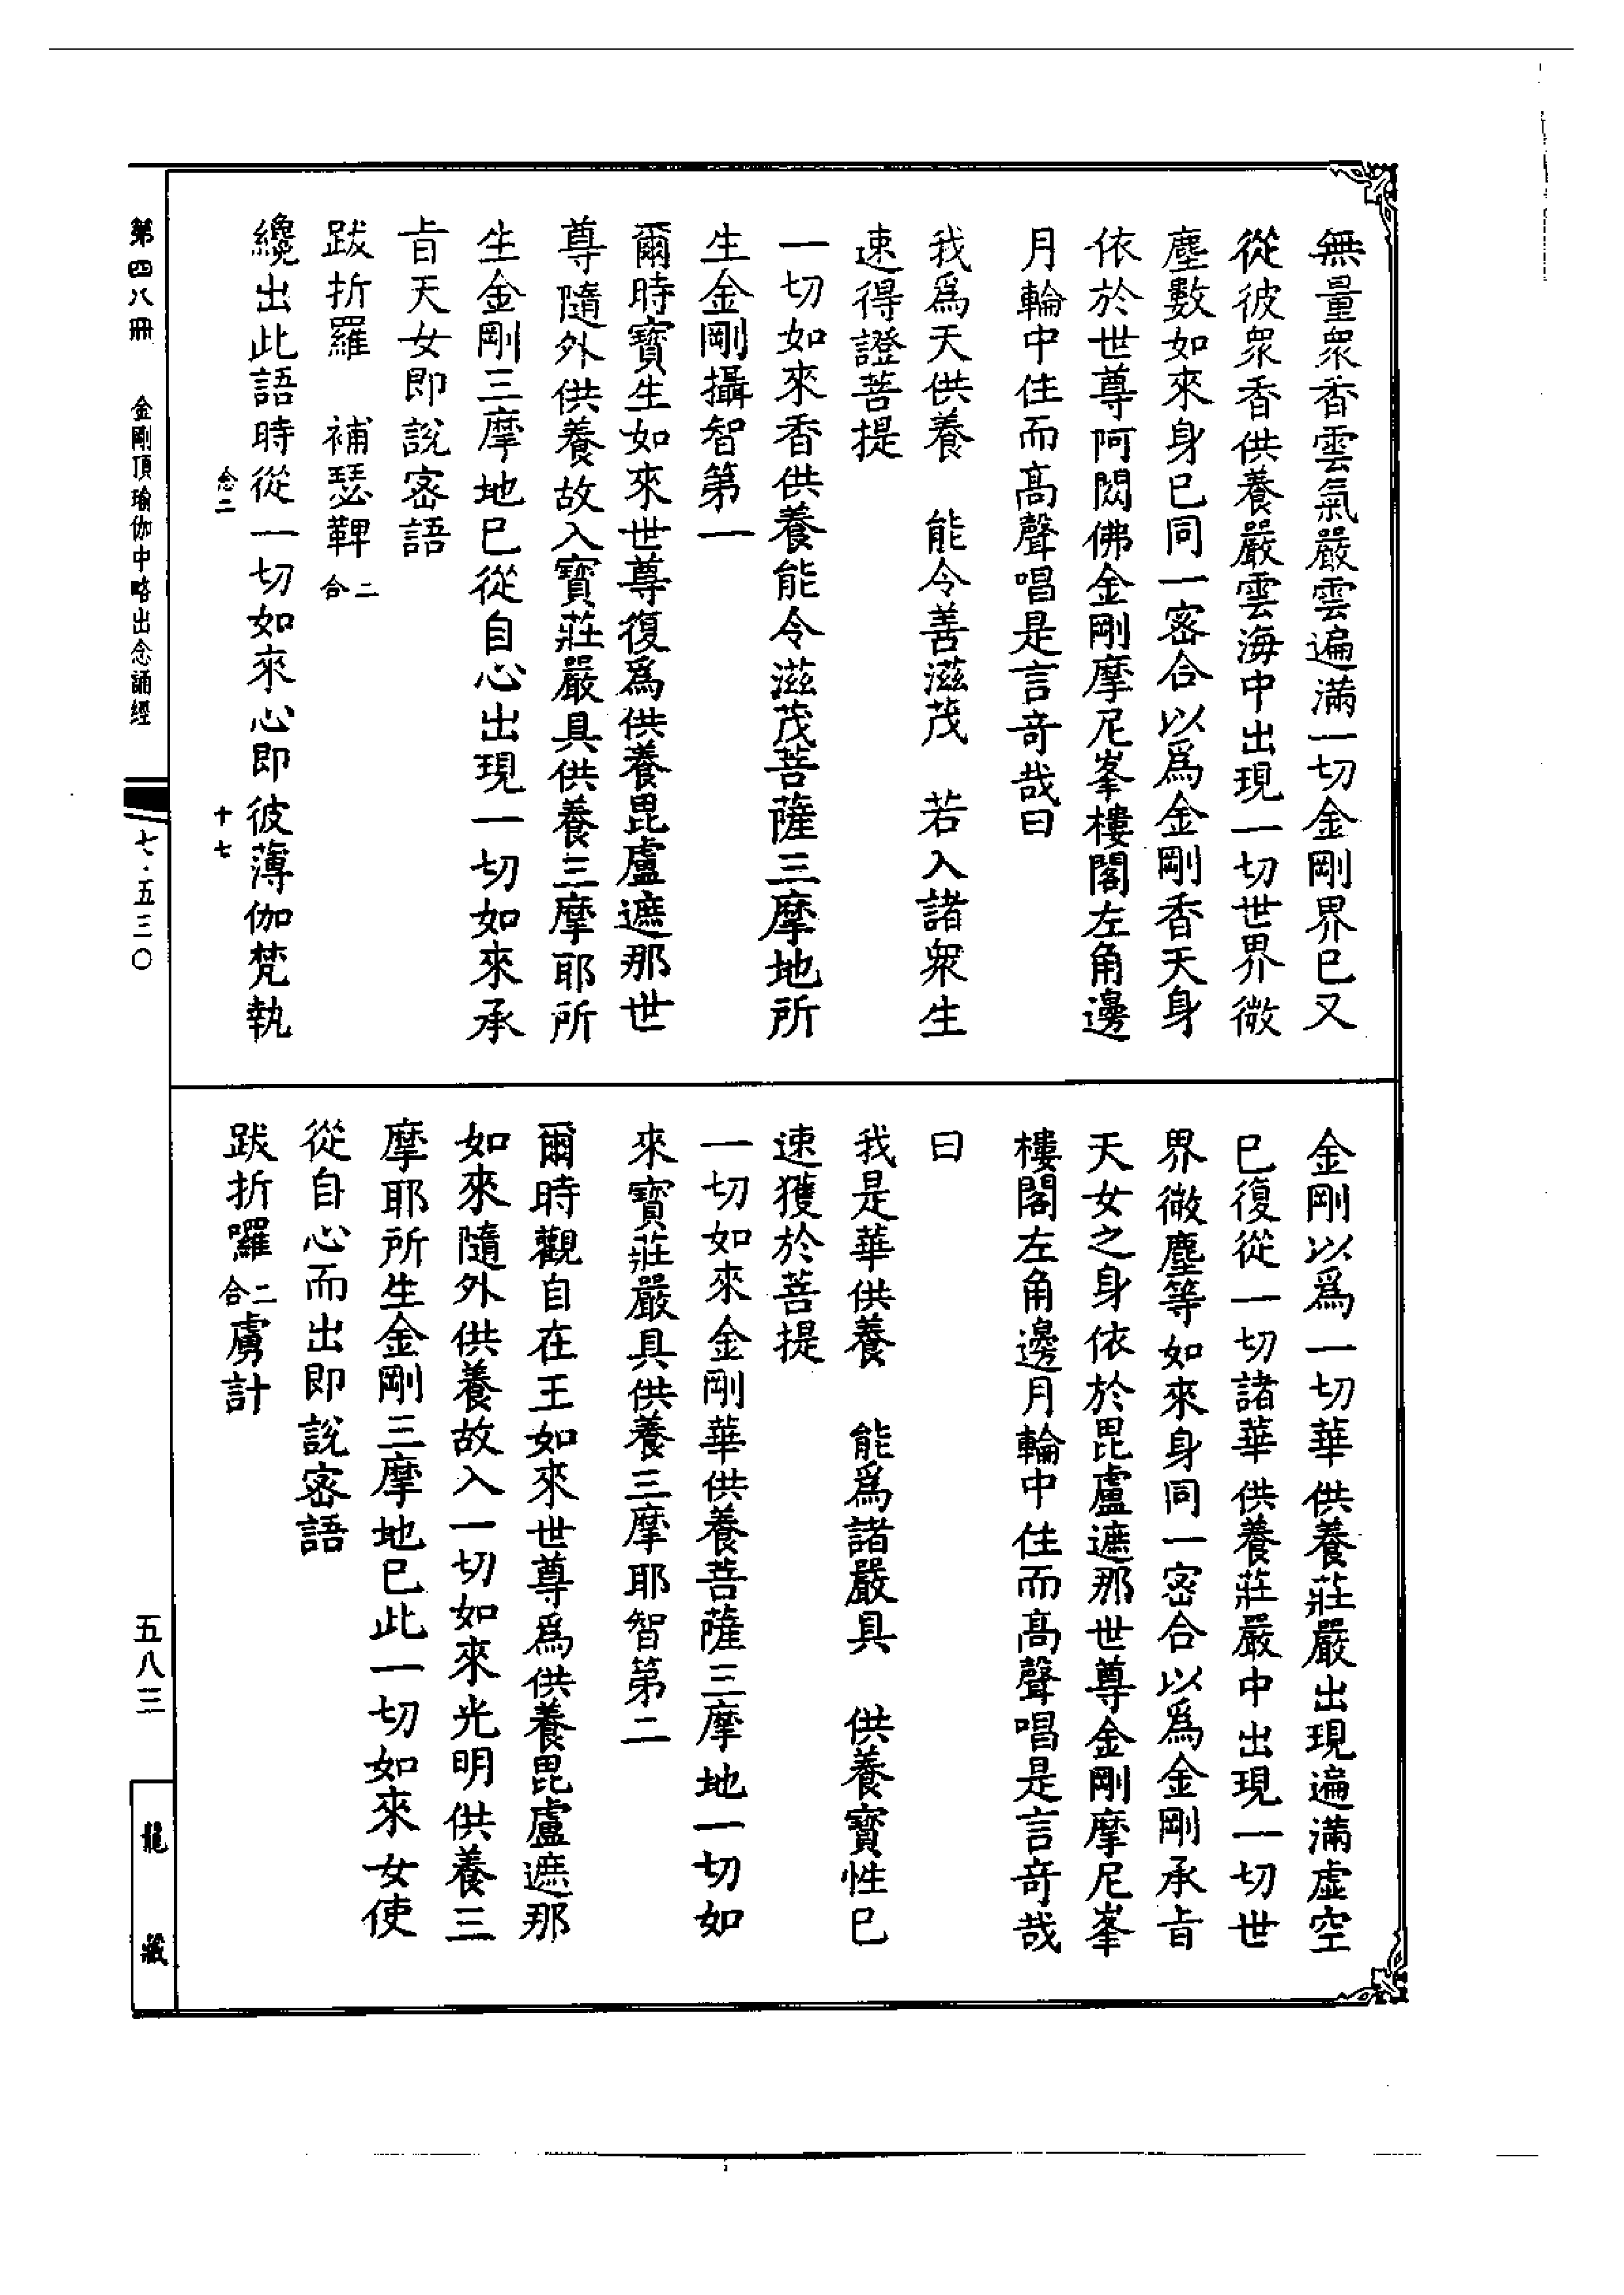 無量衆香雲氣嚴雲遍滿一切金剛界已又
從彼衆香供養嚴雲海中出現一切世界微
塵數如來身已同一密合以爲金剛香天身
依於世尊阿閦佛金剛摩尼峯樓閣左角邊
月輪中住而高聲唱是言奇哉曰
我爲天供養　能令善滋茂　若入諸衆生
速得證菩提
一切如來香供養能令滋茂菩薩三摩地所
生金剛攝智第一
爾時寶生如來世尊復爲供養毘盧遮那世
尊隨外供養故入寶莊嚴具供養三摩耶所
生金剛三摩地已從自心出現一切如來承
旨天女即說密語
跋折羅　補瑟鞞二合
纔出此語時從一切如來心即彼薄伽梵執
念二　十七
金剛以爲一切華供養莊嚴出現遍滿虛空
已復從一切諸華供養莊嚴中出現一切世
界微塵等如來身同一密合以爲金剛承旨
天女之身依於毘盧遮那世尊金剛摩尼峯
樓閣左角邊月輪中住而高聲唱是言奇哉
曰
我是華供養　能爲諸嚴具　供養寶性已
速獲於菩提
一切如來金剛華供養菩薩三摩地一切如
來寶莊嚴具供養三摩耶智第二
爾時觀自在王如來世尊爲供養毘盧遮那
如來隨外供養故入一切如來光明供養三
摩耶所生金剛三摩地已此一切如來女使
從自心而出即說密語
跋折囉二合虜計
第四八冊　金剛頂瑜伽中略出念誦經　七·五三〇　五八三　龍藏